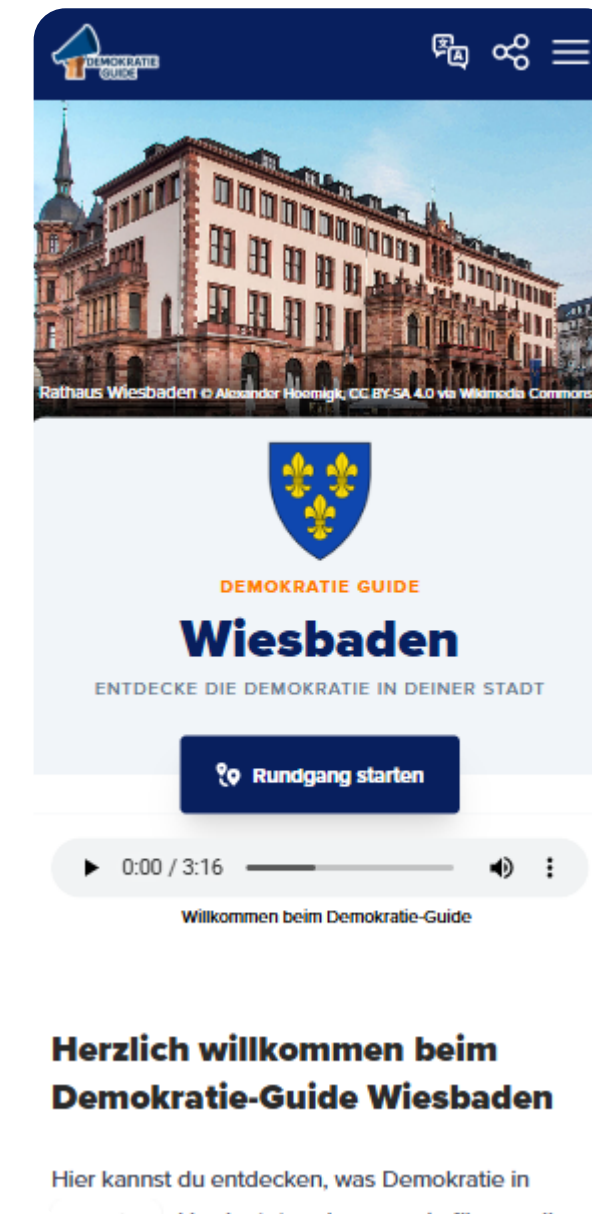 DEMOKRATIE
GUIDE
Rathaus Wiesbaden © Alexander Hoernigk, CC BY-SA 4.0 via Wikimedia Commons
DEMOKRATIE GUIDE
Wiesbaden
ENTDECKE DIE DEMOKRATIE IN DEINER STADT
Rundgang starten
0:00 / 3:16
Willkommen beim Demokratie-Guide
Herzlich willkommen beim
Demokratie-Guide Wiesbaden
Hier kannst du entdecken, was Demokratie in